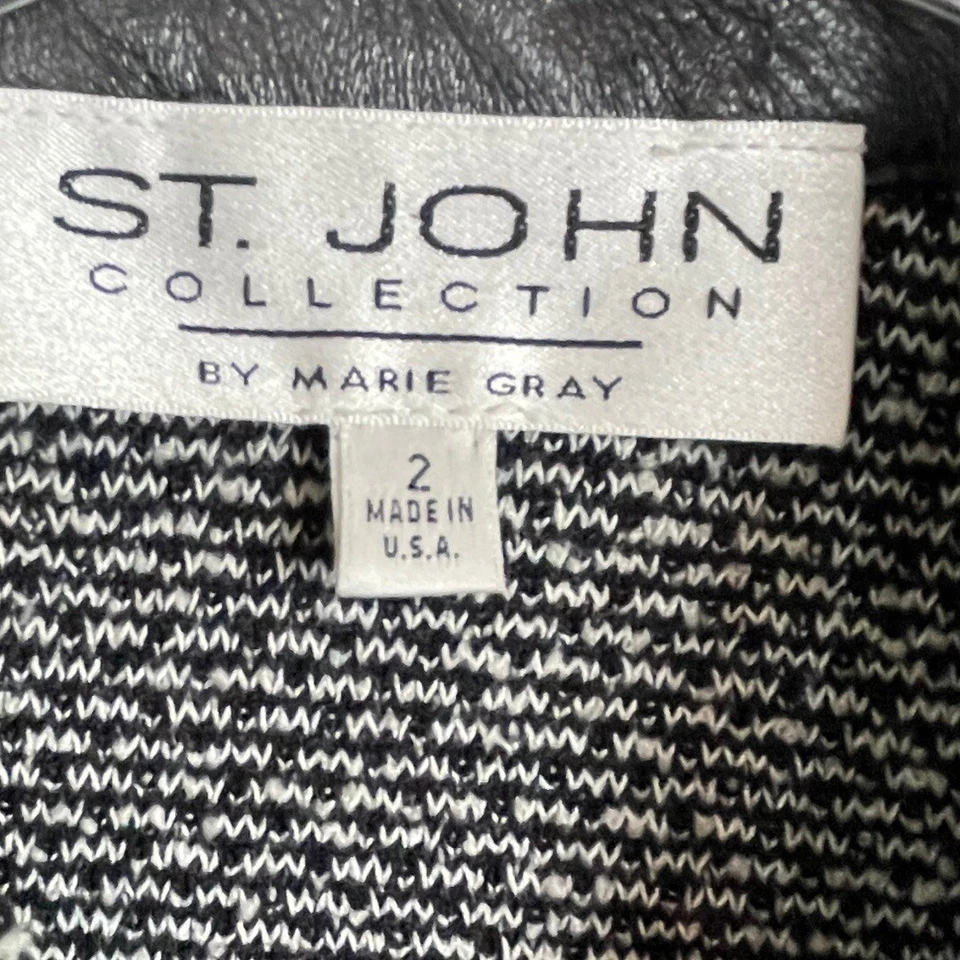 ST. JOHN
COLLECTION
BY MARIE GRAY
2
MADE IN
U.S.A.